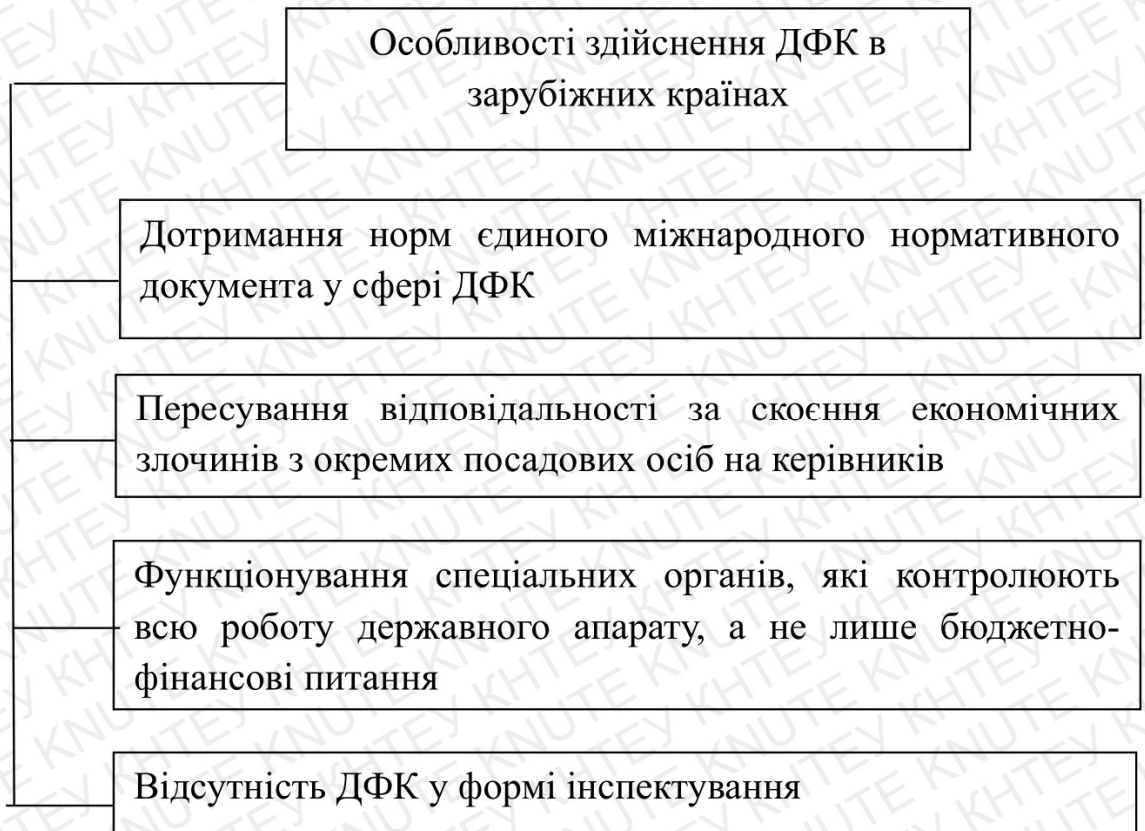 Особливості здійснення ДФК в
зарубіжних країнах
Дотримання норм єдиного міжнародного нормативного
документа у сфері ДФК
Пересування відповідальності за скоєння економічних
злочинів з окремих посадових осіб на керівників
Функціонування спеціальних органів, які контролюють
всю роботу державного апарату, а не лише бюджетно-
фінансові питання
Відсутність ДФК у формі інспектування